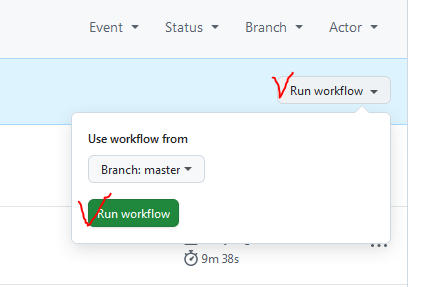 Event Status Branch Actor
Run workflow
Use workflow from
Branch: master
Run workflow
9m 38s